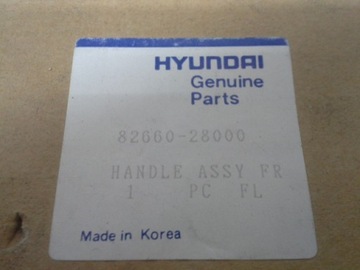 HYUNDAI
Genuine
Parts
82660-28000
HANDLE ASSY FR
1 PC FL
Made in Korea